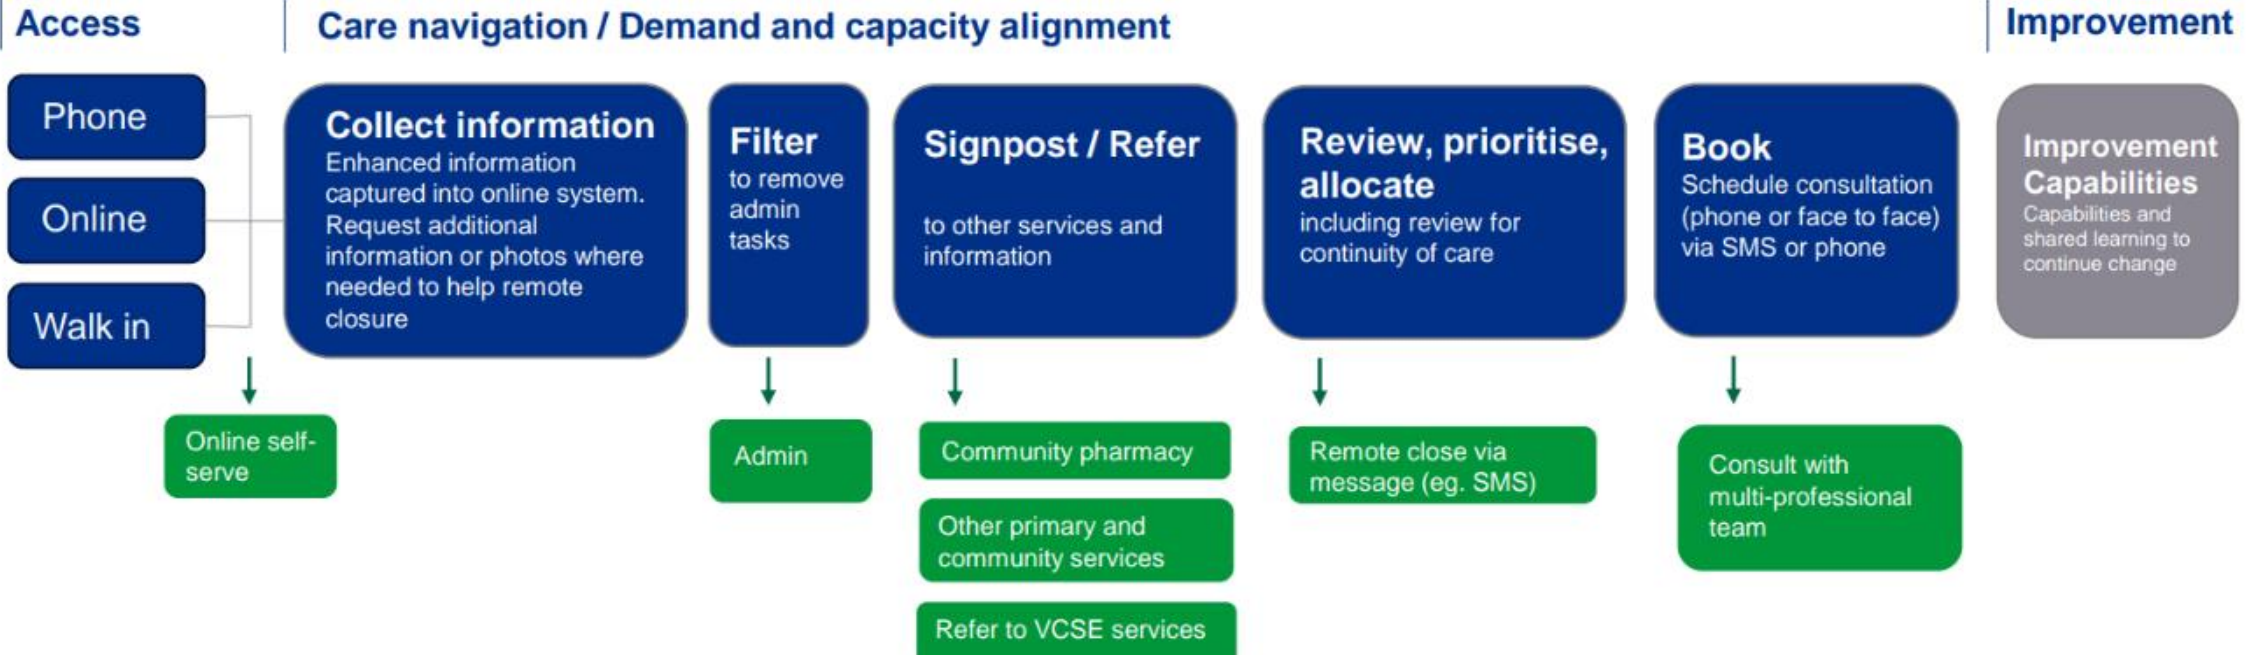 Access
Care navigation / Demand and capacity alignment
Improvement
Phone
Online
Walk in
Collect information
Enhanced information
captured into online system.
Request additional
information or photos where
needed to help remote
closure
Filter
to remove
admin
tasks
Signpost / Refer
to other services and
information
Review, prioritise,
allocate
including review for
continuity of care
Book
Schedule consultation
(phone or face to face)
via SMS or phone
Improvement
Capabilities
Capabilities and
shared learning to
continue change
Online self-
serve
Admin
Community pharmacy
Other primary and
community services
Refer to VCSE services
Remote close via
message (eg. SMS)
Consult with
multi-professional
team